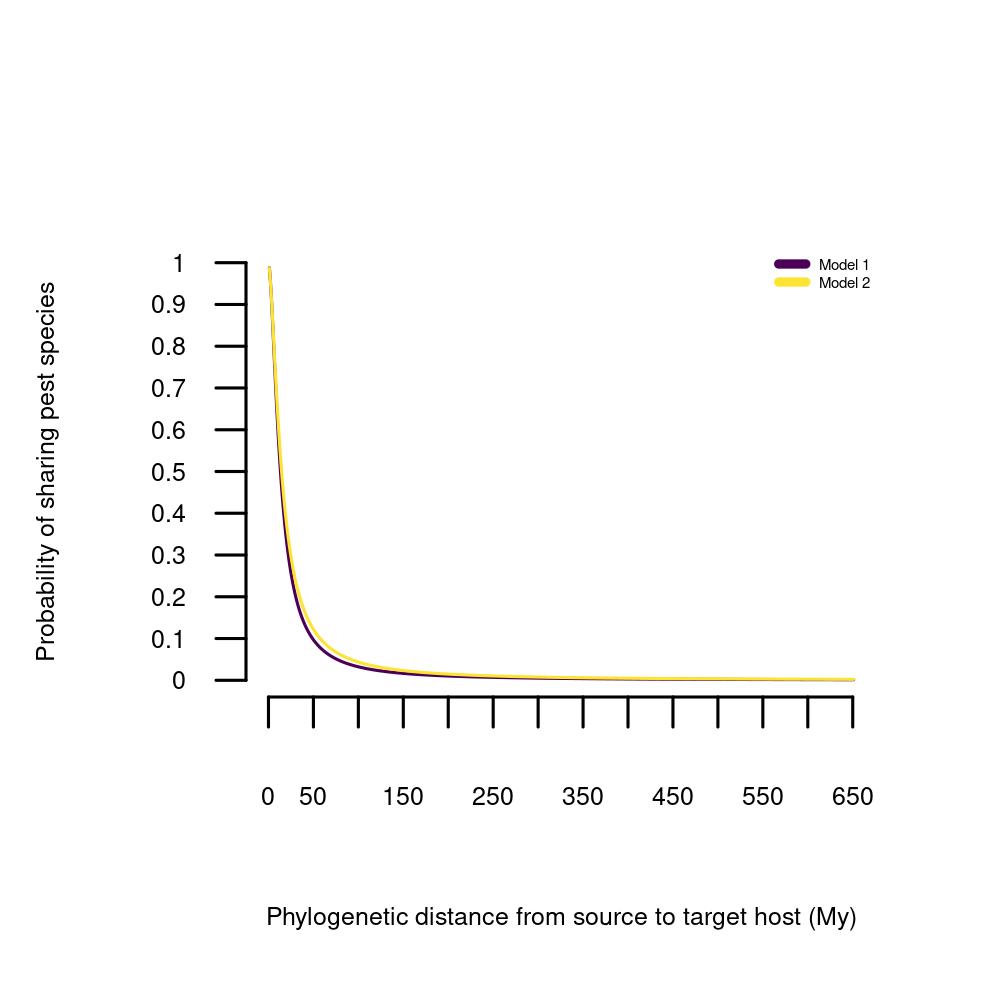 Model 1
Model 2
Probability of sharing pest species
1
0.9
0.8
0.7
0.6
0.5
0.4
0.3
0.2
0.1
0
0 50 150 250 350 450 550 650
Phylogenetic distance from source to target host (My)